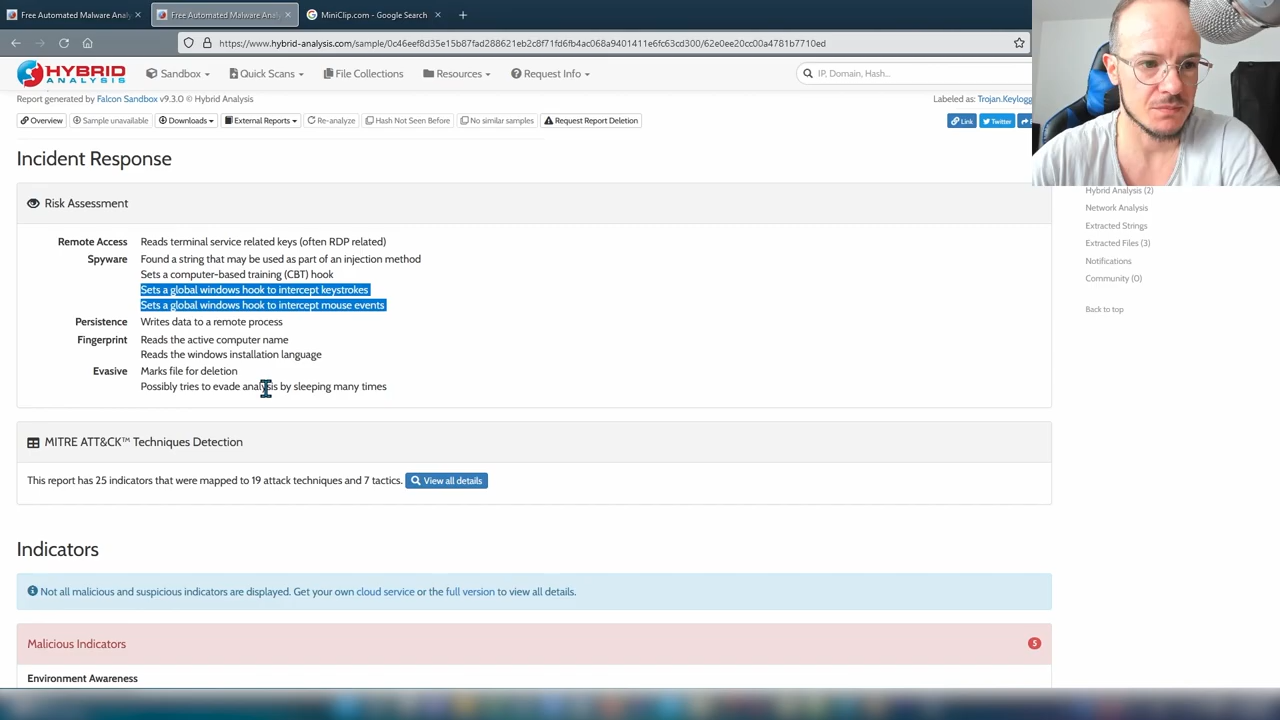 Free Automated Malware Analy
Free Automated Malware Analy
MiniClip.com - Google Search
https://www.hybrid-analysis.com/sample/0c46eef8d35e15b87fad288621eb2c8f71fd6fb4ac068a9401411e6fc63cd300/62e0ee20cc00a4781b7710ed
HYBRID ANALYSIS
Sandbox
Quick Scans
File Collections
Resources
Request Info
IP, Domain, Hash...
Report generated by Falcon Sandbox v9.3.0 © Hybrid Analysis
Labeled as: Trojan.Keylogg
Overview
Sample unavailable
Downloads
External Reports
Re-analyze
Hash Not Seen Before
No similar samples
Request Report Deletion
Link
Twitter
Incident Response
Risk Assessment
Remote Access Reads terminal service related keys (often RDP related)
Spyware Found a string that may be used as part of an injection method
Sets a computer-based training (CBT) hook
Sets a global windows hook to intercept keystrokes
Sets a global windows hook to intercept mouse events
Persistence Writes data to a remote process
Fingerprint Reads the active computer name
Reads the windows installation language
Evasive Marks file for deletion
Possibly tries to evade analysis by sleeping many times
MITRE ATT&CK™ Techniques Detection
This report has 25 indicators that were mapped to 19 attack techniques and 7 tactics. View all details
Indicators
Not all malicious and suspicious indicators are displayed. Get your own cloud service or the full version to view all details.
Malicious Indicators 5
Environment Awareness
Hybrid Analysis (2)
Network Analysis
Extracted Strings
Extracted Files (3)
Notifications
Community (0)
Back to top